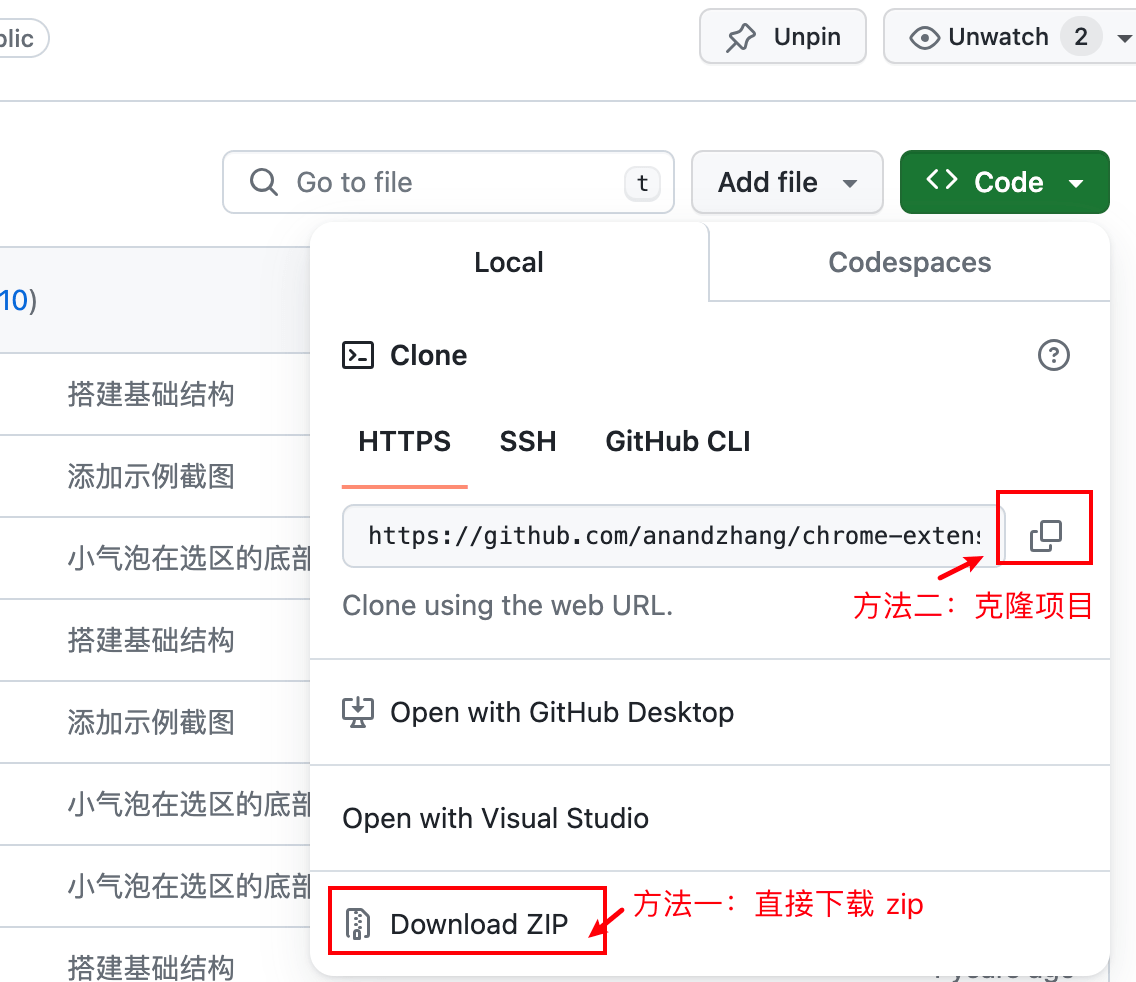 blic
Unpin
Unwatch 2
Go to file t
Add file
Code
Local
Codespaces
10)
Clone
搭建基础结构
HTTPS SSH GitHub CLI
添加示例截图
https://github.com/anandzhang/chrome-extens
小气泡在选区的底部
Clone using the web URL.
方法二：克隆项目
搭建基础结构
Open with GitHub Desktop
添加示例截图
小气泡在选区的底部
Open with Visual Studio
小气泡在选区的底部
Download ZIP
方法一：直接下载 zip
搭建基础结构
years ago